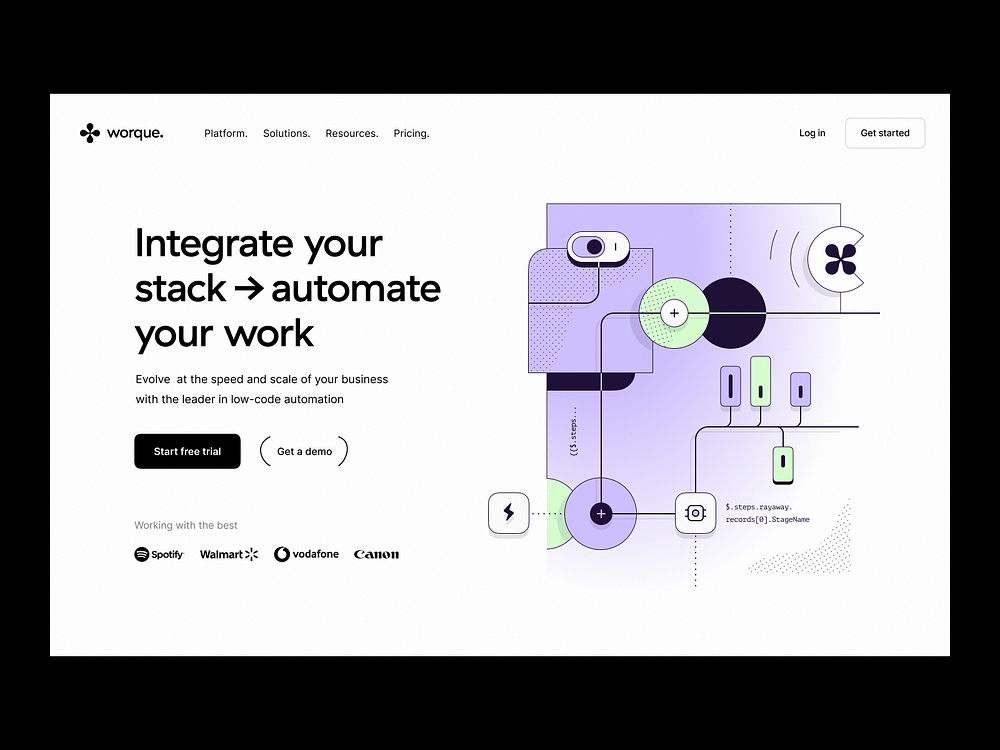 worque.
Platform. Solutions. Resources. Pricing.
Log in
Get started
Integrate your
stack → automate
your work
Evolve at the speed and scale of your business
with the leader in low-code automation
Start free trial
Get a demo
Working with the best
Spotify
Walmart
vodafone
Canon
{{$.steps...
$.steps.rayaway.
records[0].StageName